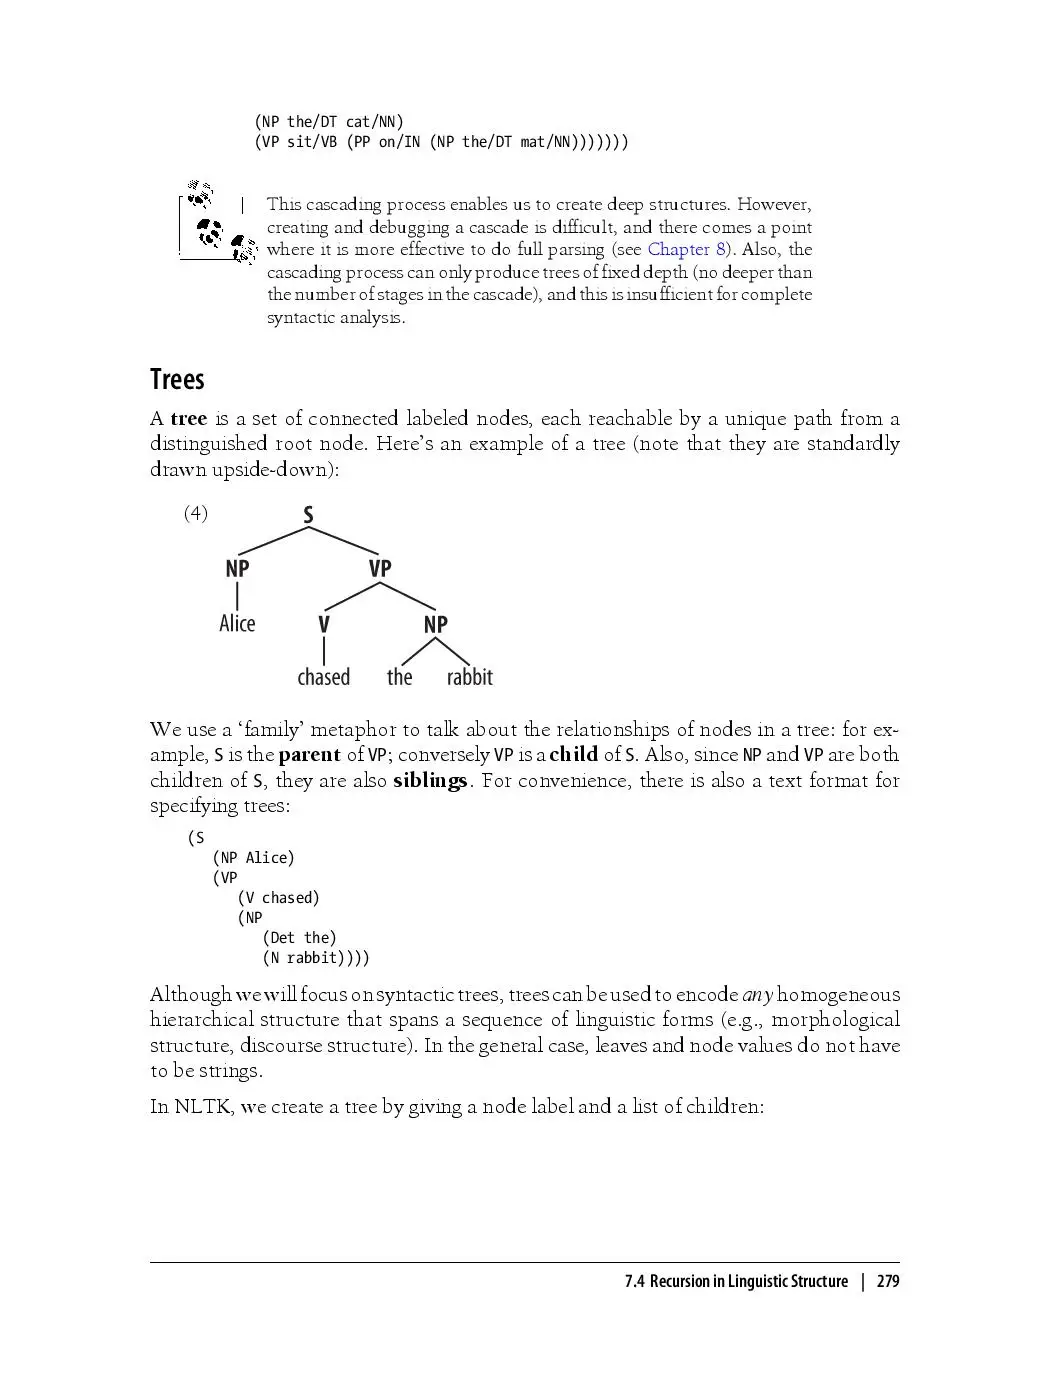 (NP the/DT cat/NN)
(VP sit/VB (PP on/IN (NP the/DT mat/NN)))))))
This cascading process enables us to create deep structures. However,
creating and debugging a cascade is difficult, and there comes a point
where it is more effective to do full parsing (see Chapter 8). Also, the
cascading process can only produce trees of fixed depth (no deeper than
the number of stages in the cascade), and this is insufficient for complete
syntactic analysis.
Trees
A tree is a set of connected labeled nodes, each reachable by a unique path from a
distinguished root node. Here’s an example of a tree (note that they are standardly
drawn upside-down):
(4)
S
NP VP
Alice V NP
chased the rabbit
We use a ‘family’ metaphor to talk about the relationships of nodes in a tree: for ex-
ample, S is the parent of VP; conversely VP is a child of S. Also, since NP and VP are both
children of S, they are also siblings. For convenience, there is also a text format for
specifying trees:
(S
(NP Alice)
(VP
(V chased)
(NP
(Det the)
(N rabbit))))
Although we will focus on syntactic trees, trees can be used to encode any homogeneous
hierarchical structure that spans a sequence of linguistic forms (e.g., morphological
structure, discourse structure). In the general case, leaves and node values do not have
to be strings.
In NLTK, we create a tree by giving a node label and a list of children:
7.4 Recursion in Linguistic Structure | 279